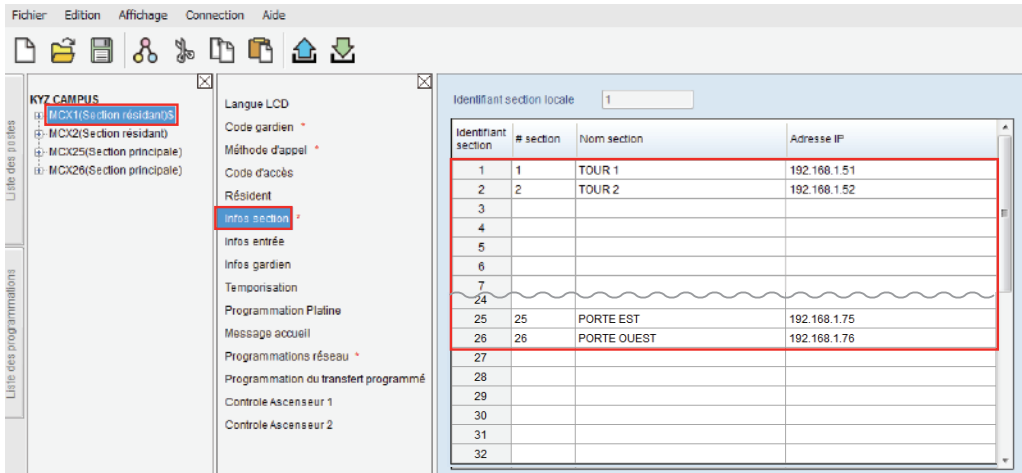 Fichier Edition Affichage Connection Aide
Liste des postes
Liste des programmations
KYZ CAMPUS
MCX1(Section résidant)S
MCX2(Section résidant)
MCX25(Section principale)
MCX26(Section principale)
Langue LCD
Code gardien *
Méthode d'appel *
Code d'accès
Résident
Infos section *
Infos entrée
Infos gardien
Temporisation
Programmation Platine
Message accueil
Programmations réseau *
Programmation du transfert programmé
Controle Ascenseur 1
Controle Ascenseur 2
Identifiant section locale 1
Identifiant section # section Nom section Adresse IP
1 1 TOUR 1 192.168.1.51
2 2 TOUR 2 192.168.1.52
3
4
5
6
7
24
25 25 PORTE EST 192.168.1.75
26 26 PORTE OUEST 192.168.1.76
27
28
29
30
31
32